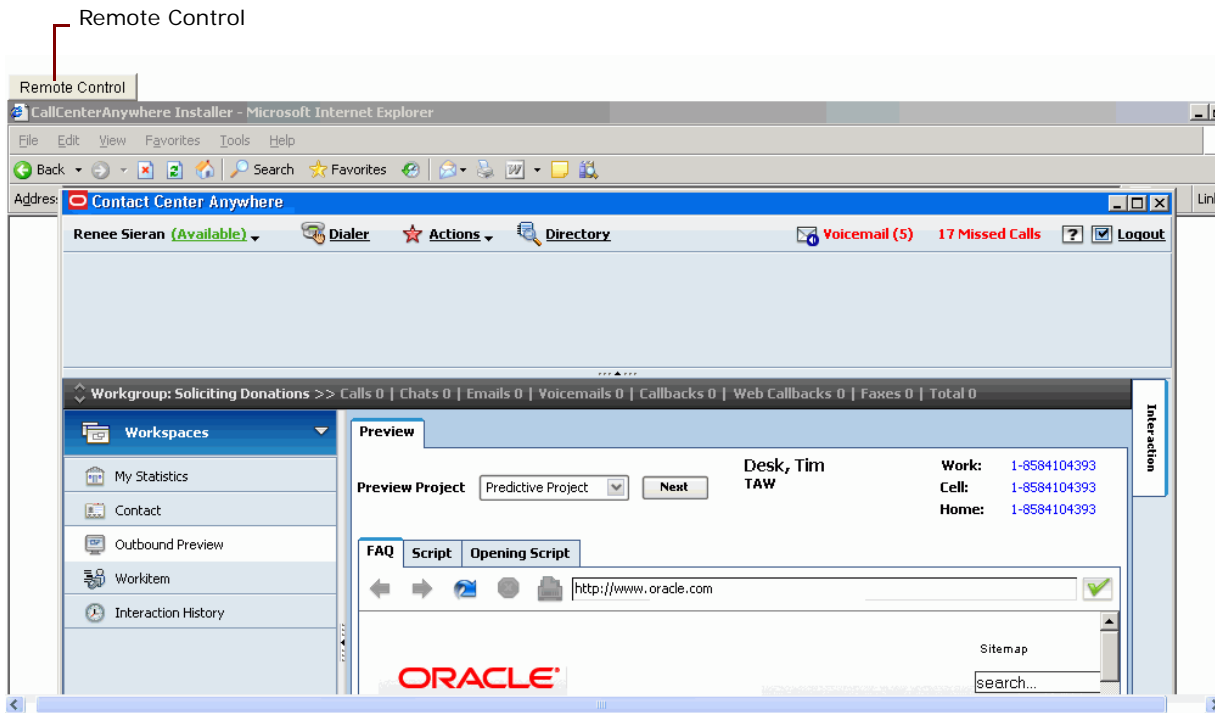 Remote Control
Remote Control
CallCenterAnywhere Installer - Microsoft Internet Explorer
File Edit View Favorites Tools Help
Back Search Favorites
Addres
Contact Center Anywhere
Lin
Renee Sieran (Available) Dialer Actions Directory Voicemail (5) 17 Missed Calls ? Logout
Workgroup: Soliciting Donations >> Calls 0 | Chats 0 | Emails 0 | Voicemails 0 | Callbacks 0 | Web Callbacks 0 | Faxes 0 | Total 0
Interaction
Workspaces
My Statistics
Contact
Outbound Preview
Workitem
Interaction History
Preview
Preview Project Predictive Project Next
Desk, Tim
TAW
Work: 1-8584104393
Cell: 1-8584104393
Home: 1-8584104393
FAQ Script Opening Script
http://www.oracle.com
Sitemap
ORACLE
search...